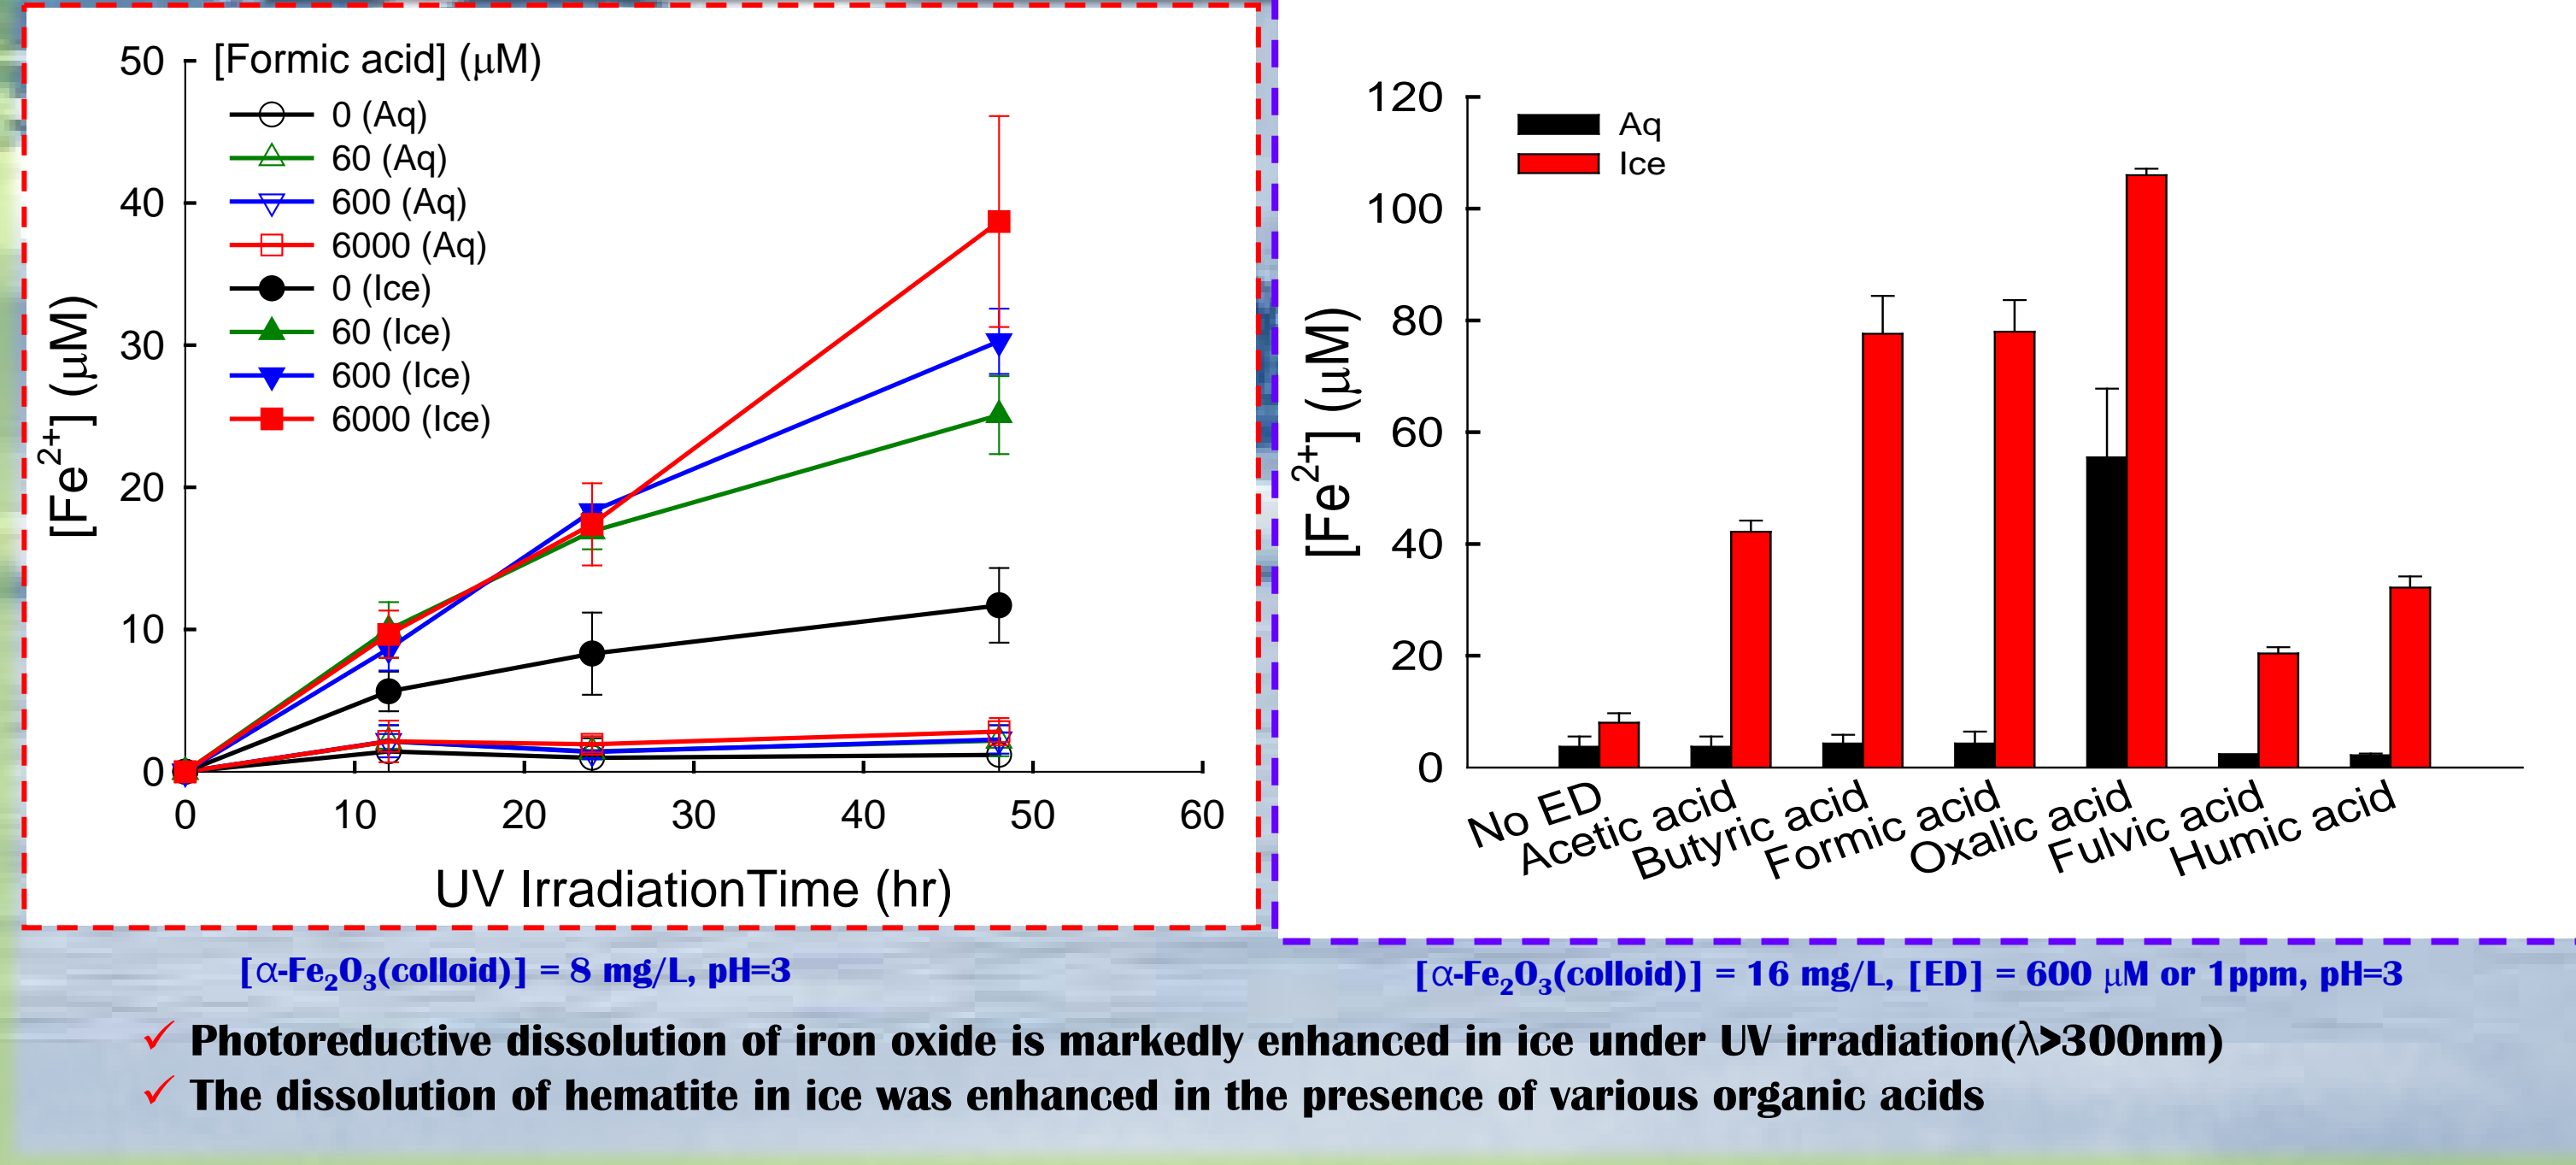 [Formic acid] (μM)
0 (Aq)
60 (Aq)
600 (Aq)
6000 (Aq)
0 (Ice)
60 (Ice)
600 (Ice)
6000 (Ice)
50
40
30
20
10
0
[Fe2+] (μM)
0 10 20 30 40 50 60
UV IrradiationTime (hr)
Aq
Ice
120
100
80
60
40
20
0
[Fe2+] (μM)
No ED
Acetic acid
Butyric acid
Formic acid
Oxalic acid
Fulvic acid
Humic acid
[α-Fe2O3(colloid)] = 8 mg/L, pH=3
[α-Fe2O3(colloid)] = 16 mg/L, [ED] = 600 μM or 1ppm, pH=3
✓ Photoreductive dissolution of iron oxide is markedly enhanced in ice under UV irradiation(λ>300nm)
✓ The dissolution of hematite in ice was enhanced in the presence of various organic acids